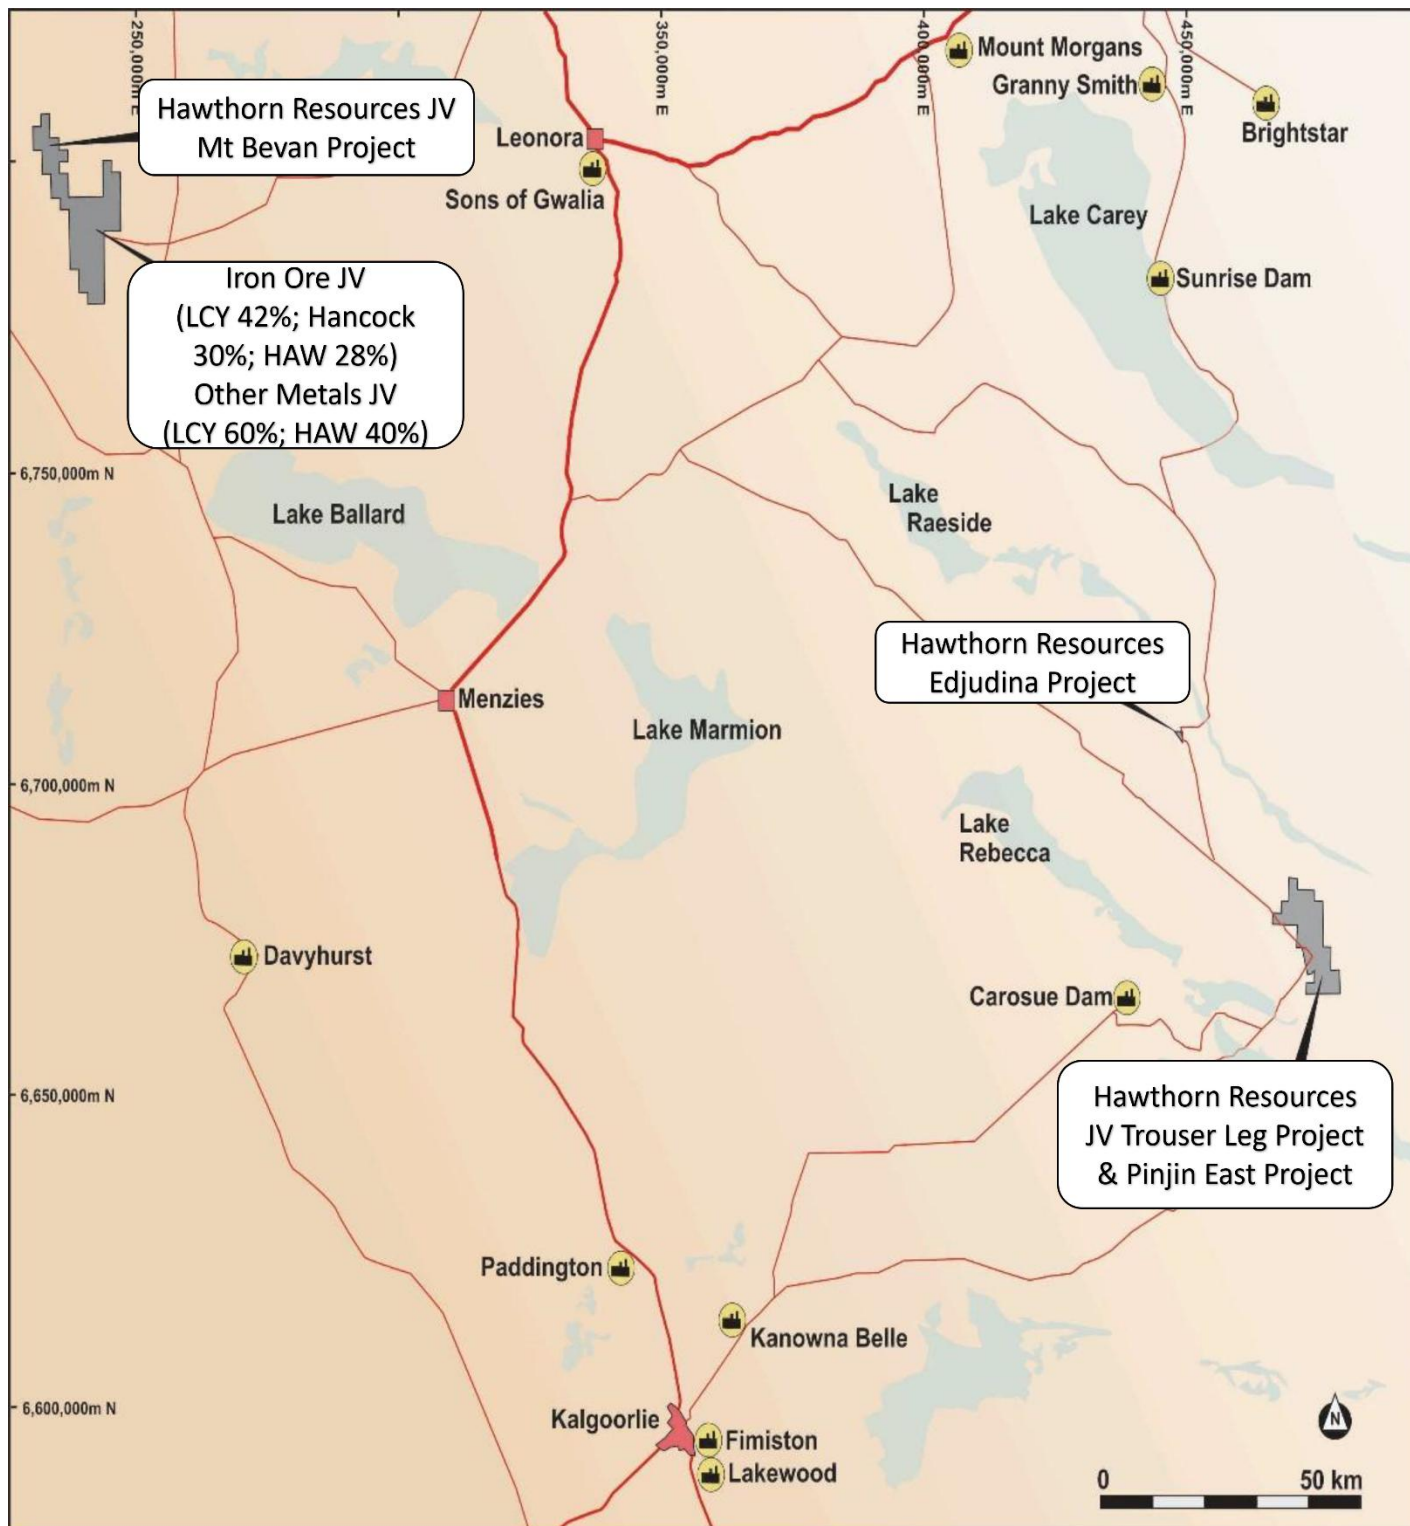 250,000m E
350,000m E
400,000m E
450,000m E
Mount Morgans
Granny Smith
Brightstar
Hawthorn Resources JV
Mt Bevan Project
Leonora
Sons of Gwalia
Lake Carey
Sunrise Dam
Iron Ore JV
(LCY 42%; Hancock
30%; HAW 28%)
Other Metals JV
(LCY 60%; HAW 40%)
6,750,000m N
Lake Ballard
Lake
Raeside
Hawthorn Resources
Edjudina Project
Menzies
Lake Marmion
6,700,000m N
Lake
Rebecca
Davyhurst
Carosue Dam
6,650,000m N
Hawthorn Resources
JV Trouser Leg Project
& Pinjin East Project
Paddington
Kanowna Belle
6,600,000m N
Kalgoorlie
Fimiston
Lakewood
N
0 50 km